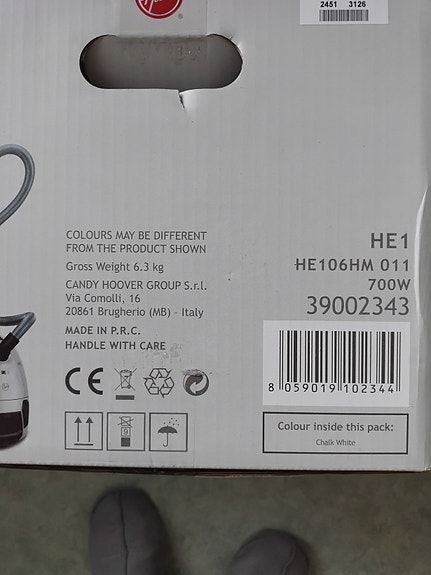 2451 3126
COLOURS MAY BE DIFFERENT
FROM THE PRODUCT SHOWN
Gross Weight 6.3 kg
CANDY HOOVER GROUP S.r.l.
Via Comolli, 16
20861 Brugherio (MB) - Italy
MADE IN P.R.C.
HANDLE WITH CARE
CE
9
HE1
HE106HM 011
700W
39002343
8 059019 102344
Colour inside this pack:
Chalk White